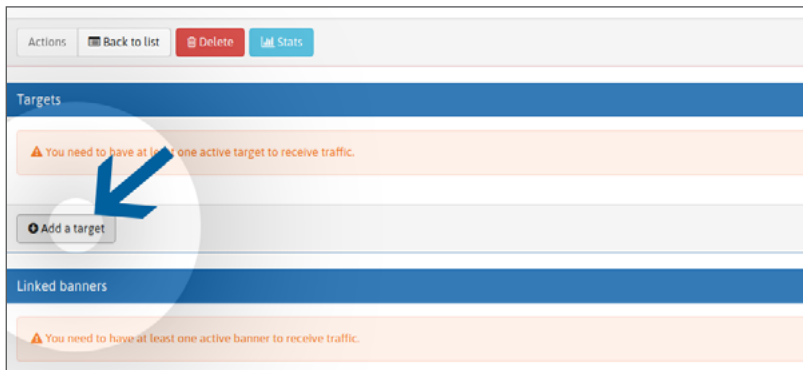 Actions Back to list Delete Stats
Targets
You need to have at least one active target to receive traffic.
Add a target
Linked banners
You need to have at least one active banner to receive traffic.